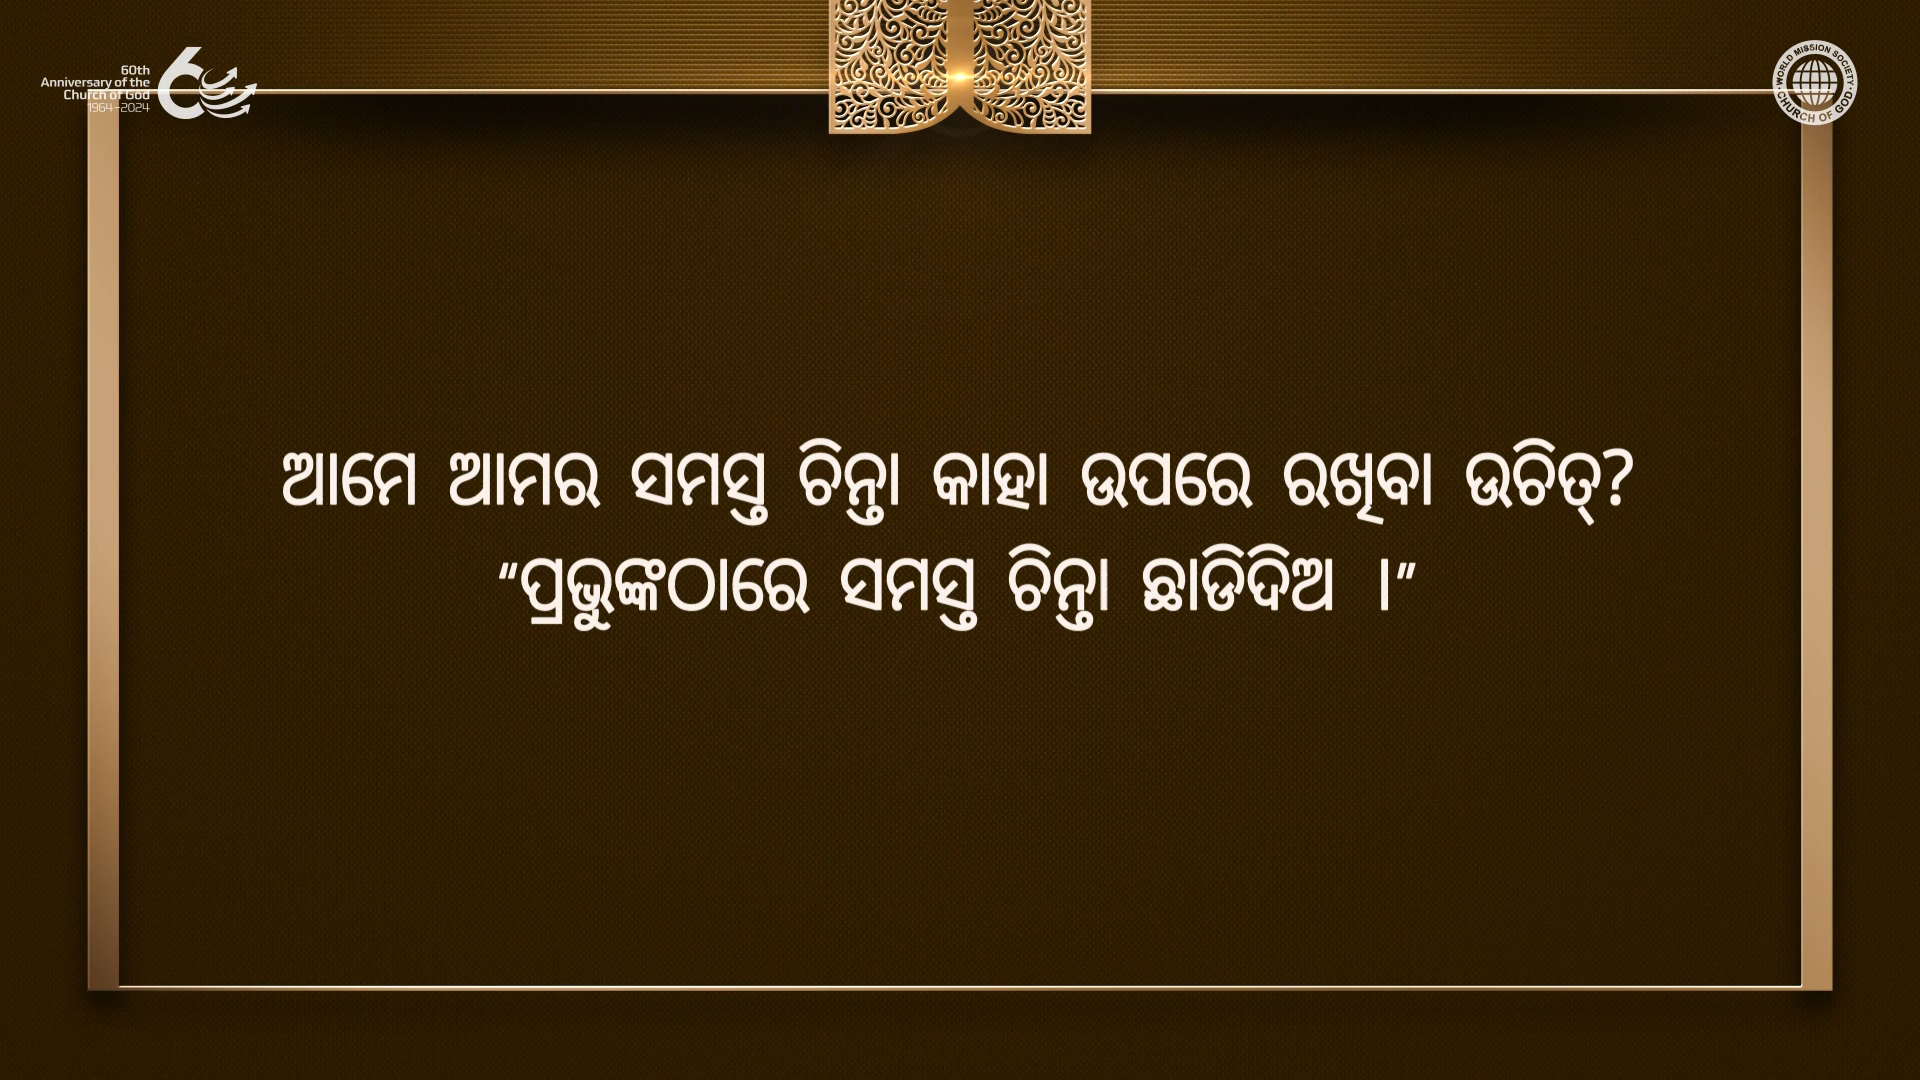 60th
Anniversary of the
Church of God
1964–2024
60
WORLD MISSION SOCIETY
CHURCH OF GOD
ଆମେ ଆମର ସମସ୍ତ ଚିନ୍ତା କାହା ଉପରେ ରଖିବା ଉଚିତ୍?
“ପ୍ରଭୁଙ୍କଠାରେ ସମସ୍ତ ଚିନ୍ତା ଛାଡିଦିଅ ।”